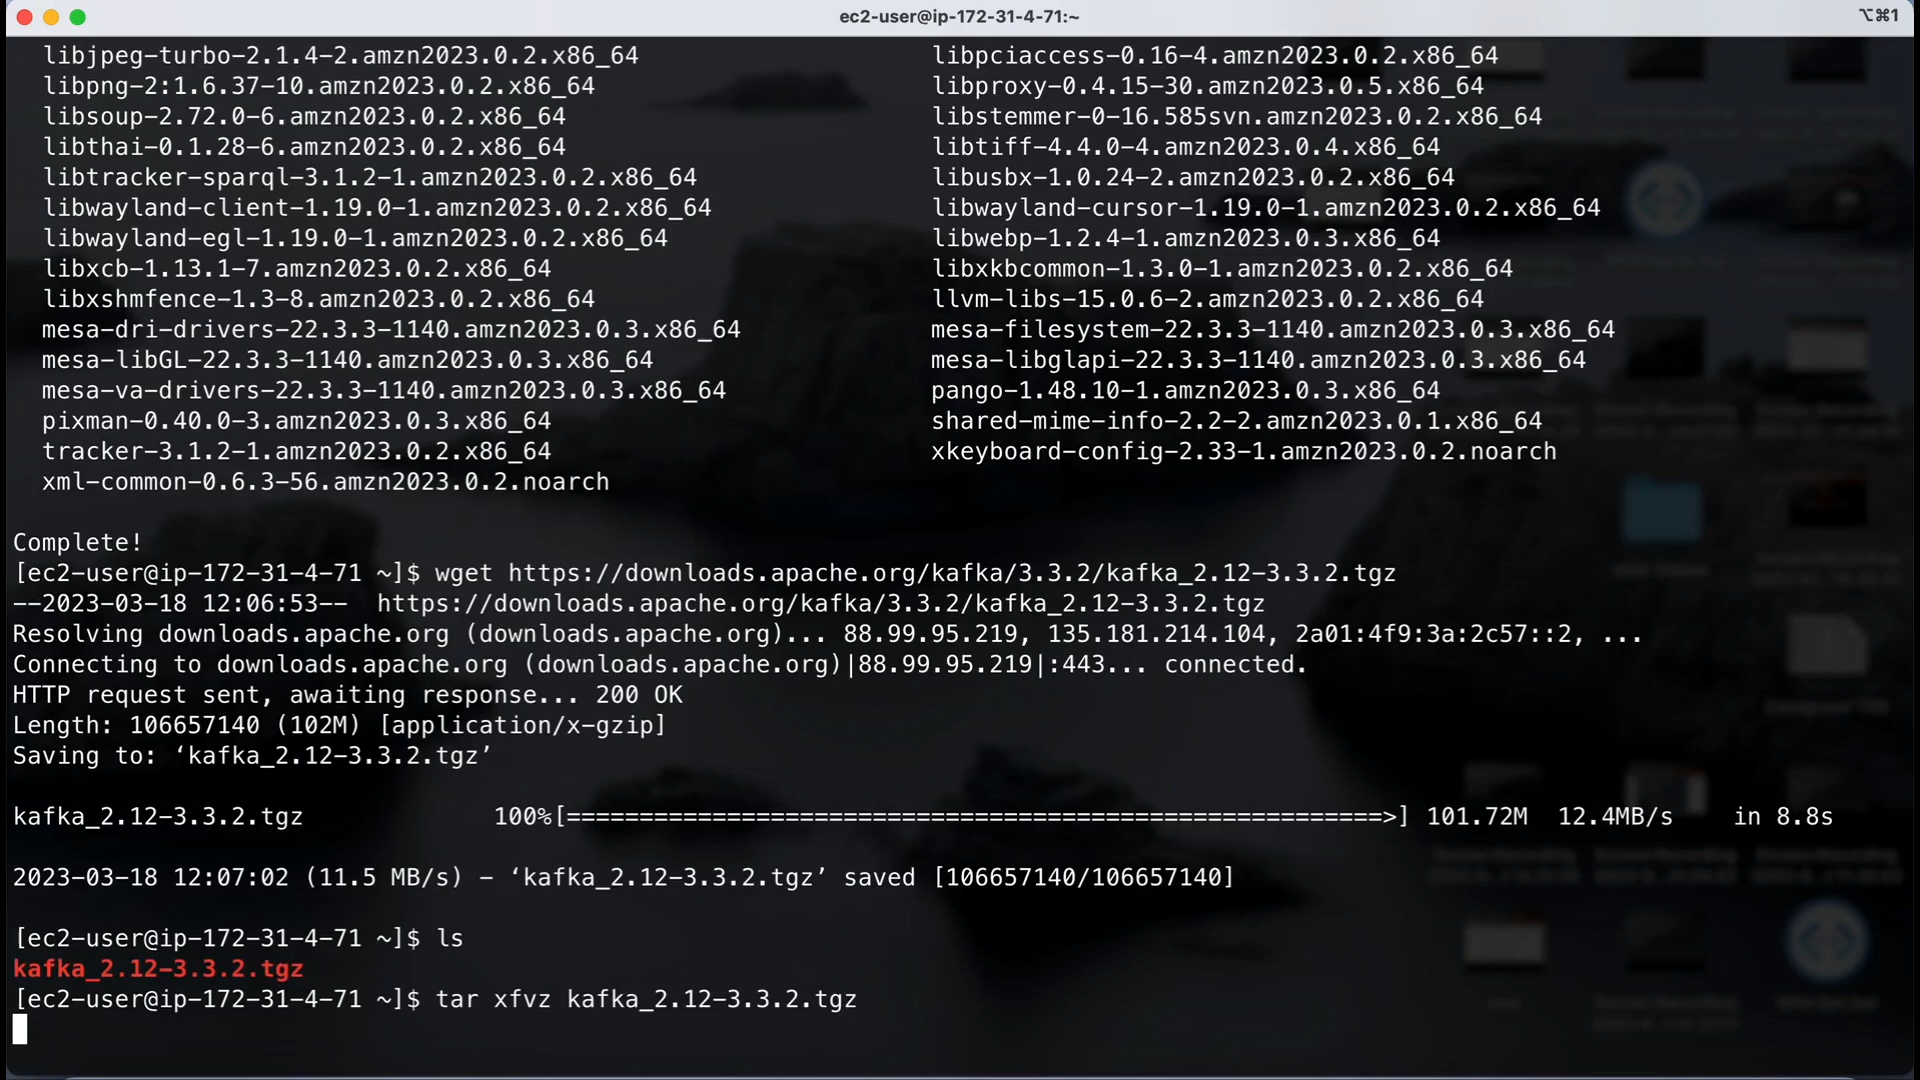 ec2-user@ip-172-31-4-71:~
⌥⌘1
libjpeg-turbo-2.1.4-2.amzn2023.0.2.x86_64 libpciaccess-0.16-4.amzn2023.0.2.x86_64
libpng-2:1.6.37-10.amzn2023.0.2.x86_64 libproxy-0.4.15-30.amzn2023.0.5.x86_64
libsoup-2.72.0-6.amzn2023.0.2.x86_64 libstemmer-0-16.585svn.amzn2023.0.2.x86_64
libthai-0.1.28-6.amzn2023.0.2.x86_64 libtiff-4.4.0-4.amzn2023.0.4.x86_64
libtracker-sparql-3.1.2-1.amzn2023.0.2.x86_64 libusbx-1.0.24-2.amzn2023.0.2.x86_64
libwayland-client-1.19.0-1.amzn2023.0.2.x86_64 libwayland-cursor-1.19.0-1.amzn2023.0.2.x86_64
libwayland-egl-1.19.0-1.amzn2023.0.2.x86_64 libwebp-1.2.4-1.amzn2023.0.3.x86_64
libxcb-1.13.1-7.amzn2023.0.2.x86_64 libxkbcommon-1.3.0-1.amzn2023.0.2.x86_64
libxshmfence-1.3-8.amzn2023.0.2.x86_64 llvm-libs-15.0.6-2.amzn2023.0.2.x86_64
mesa-dri-drivers-22.3.3-1140.amzn2023.0.3.x86_64 mesa-filesystem-22.3.3-1140.amzn2023.0.3.x86_64
mesa-libGL-22.3.3-1140.amzn2023.0.3.x86_64 mesa-libglapi-22.3.3-1140.amzn2023.0.3.x86_64
mesa-va-drivers-22.3.3-1140.amzn2023.0.3.x86_64 pango-1.48.10-1.amzn2023.0.3.x86_64
pixman-0.40.0-3.amzn2023.0.3.x86_64 shared-mime-info-2.2-2.amzn2023.0.1.x86_64
tracker-3.1.2-1.amzn2023.0.2.x86_64 xkeyboard-config-2.33-1.amzn2023.0.2.noarch
xml-common-0.6.3-56.amzn2023.0.2.noarch
Complete!
[ec2-user@ip-172-31-4-71 ~]$ wget https://downloads.apache.org/kafka/3.3.2/kafka_2.12-3.3.2.tgz
--2023-03-18 12:06:53-- https://downloads.apache.org/kafka/3.3.2/kafka_2.12-3.3.2.tgz
Resolving downloads.apache.org (downloads.apache.org)... 88.99.95.219, 135.181.214.104, 2a01:4f9:3a:2c57::2, ...
Connecting to downloads.apache.org (downloads.apache.org)|88.99.95.219|:443... connected.
HTTP request sent, awaiting response... 200 OK
Length: 106657140 (102M) [application/x-gzip]
Saving to: ‘kafka_2.12-3.3.2.tgz’
kafka_2.12-3.3.2.tgz 100%[========================================================>] 101.72M 12.4MB/s in 8.8s
2023-03-18 12:07:02 (11.5 MB/s) - ‘kafka_2.12-3.3.2.tgz’ saved [106657140/106657140]
[ec2-user@ip-172-31-4-71 ~]$ ls
kafka_2.12-3.3.2.tgz
[ec2-user@ip-172-31-4-71 ~]$ tar xfvz kafka_2.12-3.3.2.tgz